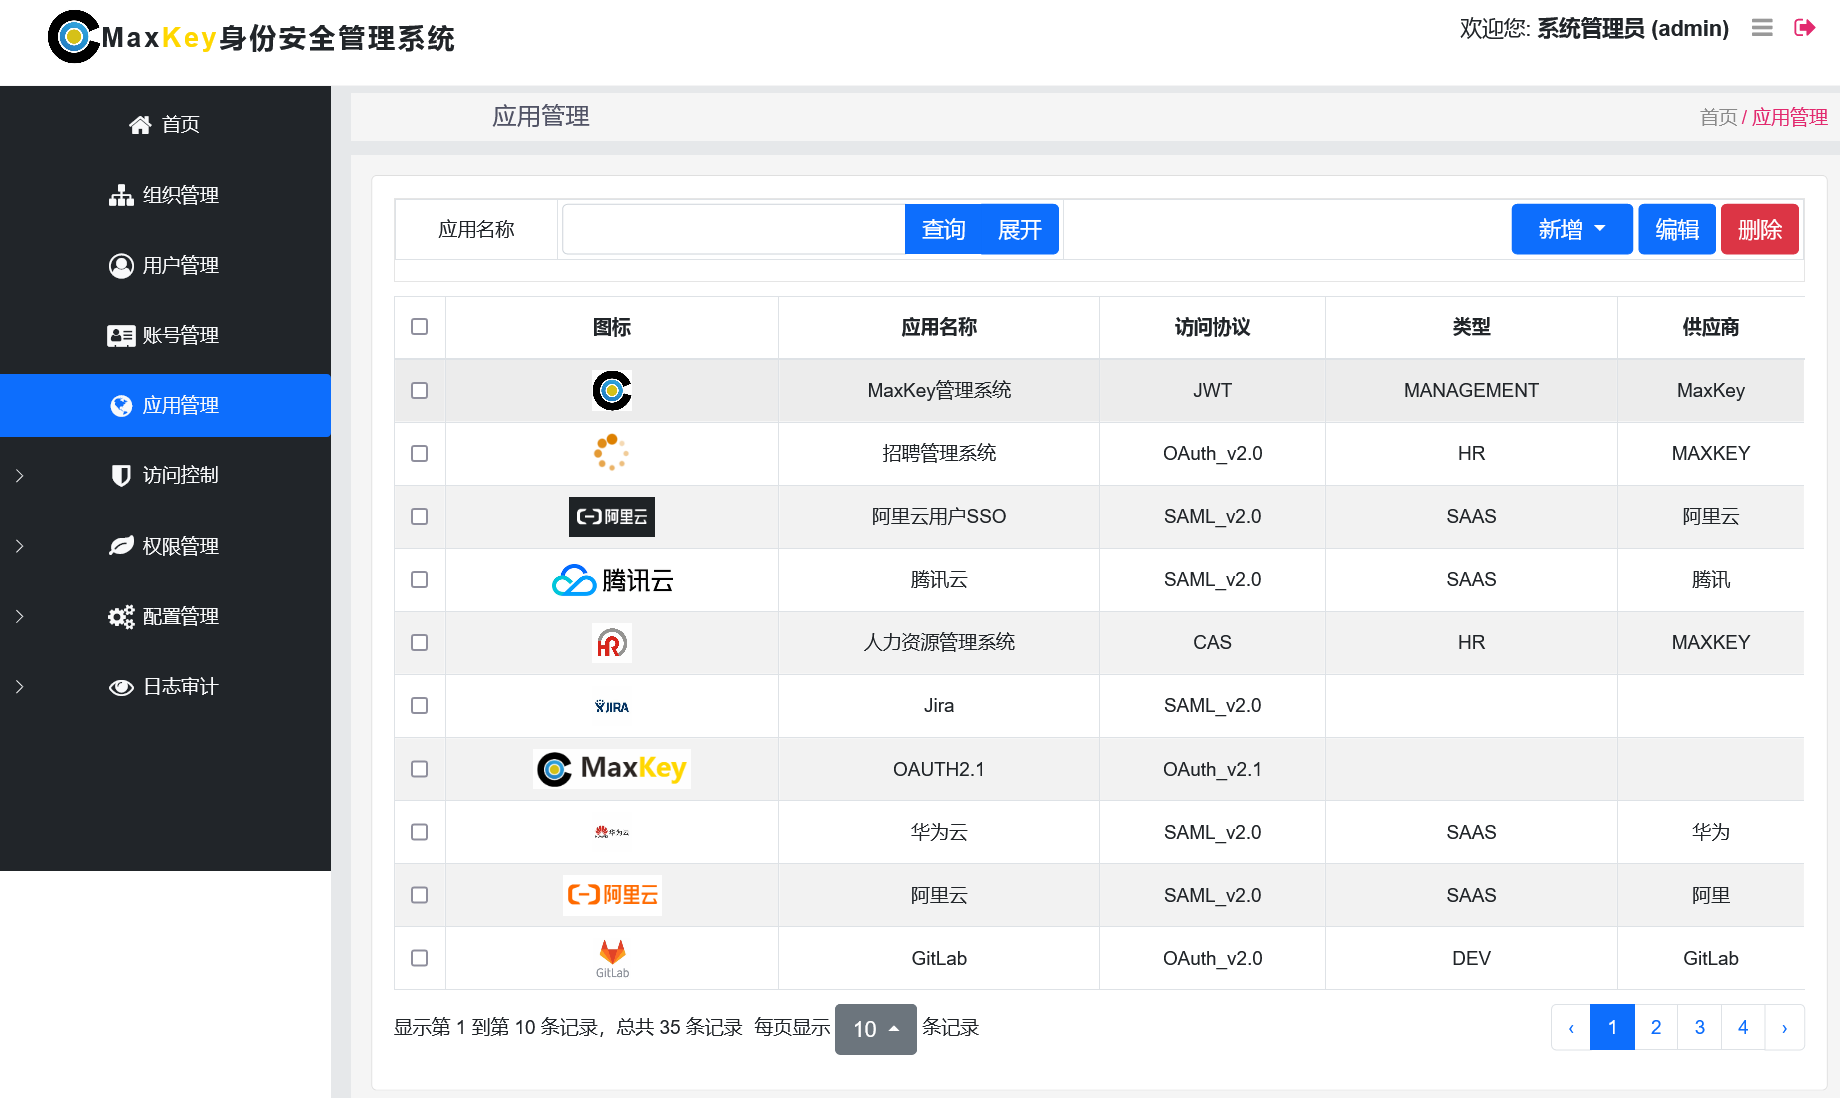 MaxKey身份安全管理系统
欢迎您: 系统管理员 (admin)
首页
组织管理
用户管理
账号管理
应用管理
访问控制
权限管理
配置管理
日志审计
应用管理
首页 / 应用管理
应用名称 查询 展开 新增 编辑 删除
图标 应用名称 访问协议 类型 供应商
MaxKey管理系统 JWT MANAGEMENT MaxKey
招聘管理系统 OAuth_v2.0 HR MAXKEY
阿里云 阿里云用户SSO SAML_v2.0 SAAS 阿里云
腾讯云 腾讯云 SAML_v2.0 SAAS 腾讯
HR 人力资源管理系统 CAS HR MAXKEY
JIRA Jira SAML_v2.0
MaxKey OAUTH2.1 OAuth_v2.1
华为云 华为云 SAML_v2.0 SAAS 华为
阿里云 阿里云 SAML_v2.0 SAAS 阿里
GitLab GitLab OAuth_v2.0 DEV GitLab
显示第 1 到第 10 条记录，总共 35 条记录 每页显示 10 条记录
‹ 1 2 3 4 ›